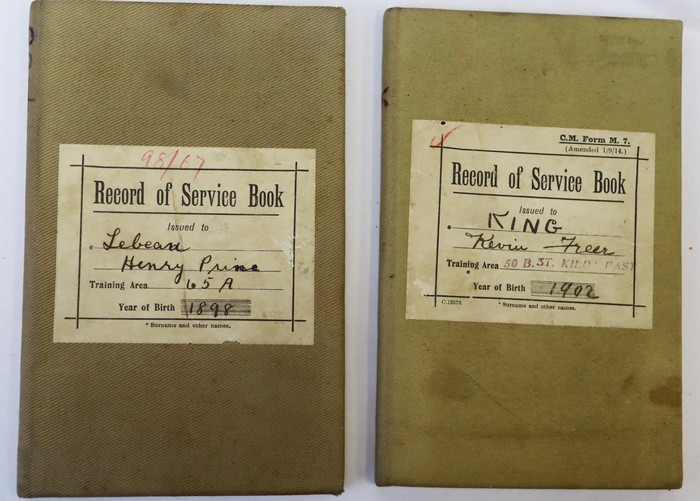 98/67
Record of Service Book
Issued to
* Lebean
Henry Prince
Training Area 65A
Year of Birth 1898
* Surname and other names.
C.M. Form M. 7.
(Amended 1/9/14.)
Record of Service Book
Issued to
* KING
Kevin Freer
Training Area 50 B. ST. KILDA EAST
Year of Birth 1902
* Surname and other names.